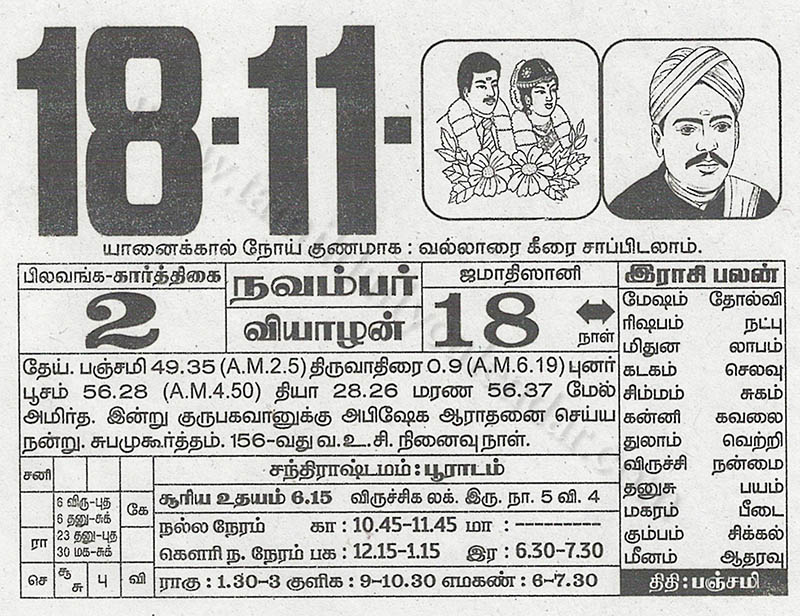 18-11-
யானைக்கால் நோய் குணமாக : வல்லாரை கீரை சாப்பிடலாம்.
பிலவங்க-கார்த்திகை
2
நவம்பர்
வியாழன்
ஜமாதிஸானி
18
நாள்
தேய். பஞ்சமி 49.35 (A.M.2.5) திருவாதிரை 0.9 (A.M.6.19) புனர்
பூசம் 56.28 (A.M.4.50) தியா 28.26 மரண 56.37 மேல்
அமிர்த. இன்று குருபகவானுக்கு அபிஷேக ஆராதனை செய்ய
நன்று. சுபமுகூர்த்தம். 156-வது வ.உ.சி. நினைவு நாள்.
சனி
6 விரு-புத
6 தனு-சுக்
கே
ரா
23 தனு-புத
30 மக-சுக்
செ
சூ
சு
பு
வி
சந்திராஷ்டமம் : பூராடம்
சூரிய உதயம் 6.15 விருச்சிக லக். இரு. நா. 5 வி. 4
நல்ல நேரம் கா : 10.45-11.45 மா : ----------
கௌரி ந. நேரம் பக : 12.15-1.15 இர : 6.30-7.30
ராகு : 1.30-3 குளிக : 9-10.30 எமகண் : 6-7.30
இராசி பலன்
மேஷம் தோல்வி
ரிஷபம் நட்பு
மிதுன லாபம்
கடகம் செலவு
சிம்மம் சுகம்
கன்னி கவலை
துலாம் வெற்றி
விருச்சி நன்மை
தனுசு பயம்
மகரம் பீடை
கும்பம் சிக்கல்
மீனம் ஆதரவு
திதி : பஞ்சமி